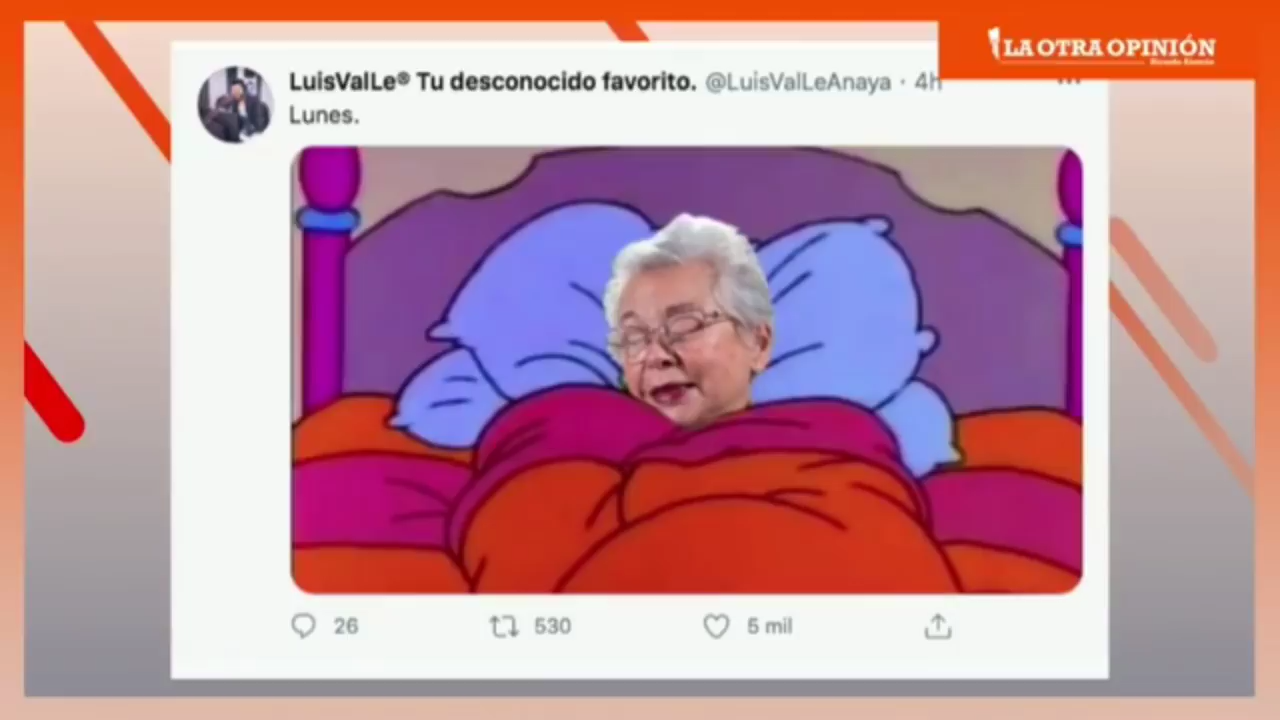 LA OTRA OPINIÓN
LuisValLe® Tu desconocido favorito. @LuisValLeAnaya · 4h
Lunes.
26 530 5 mil